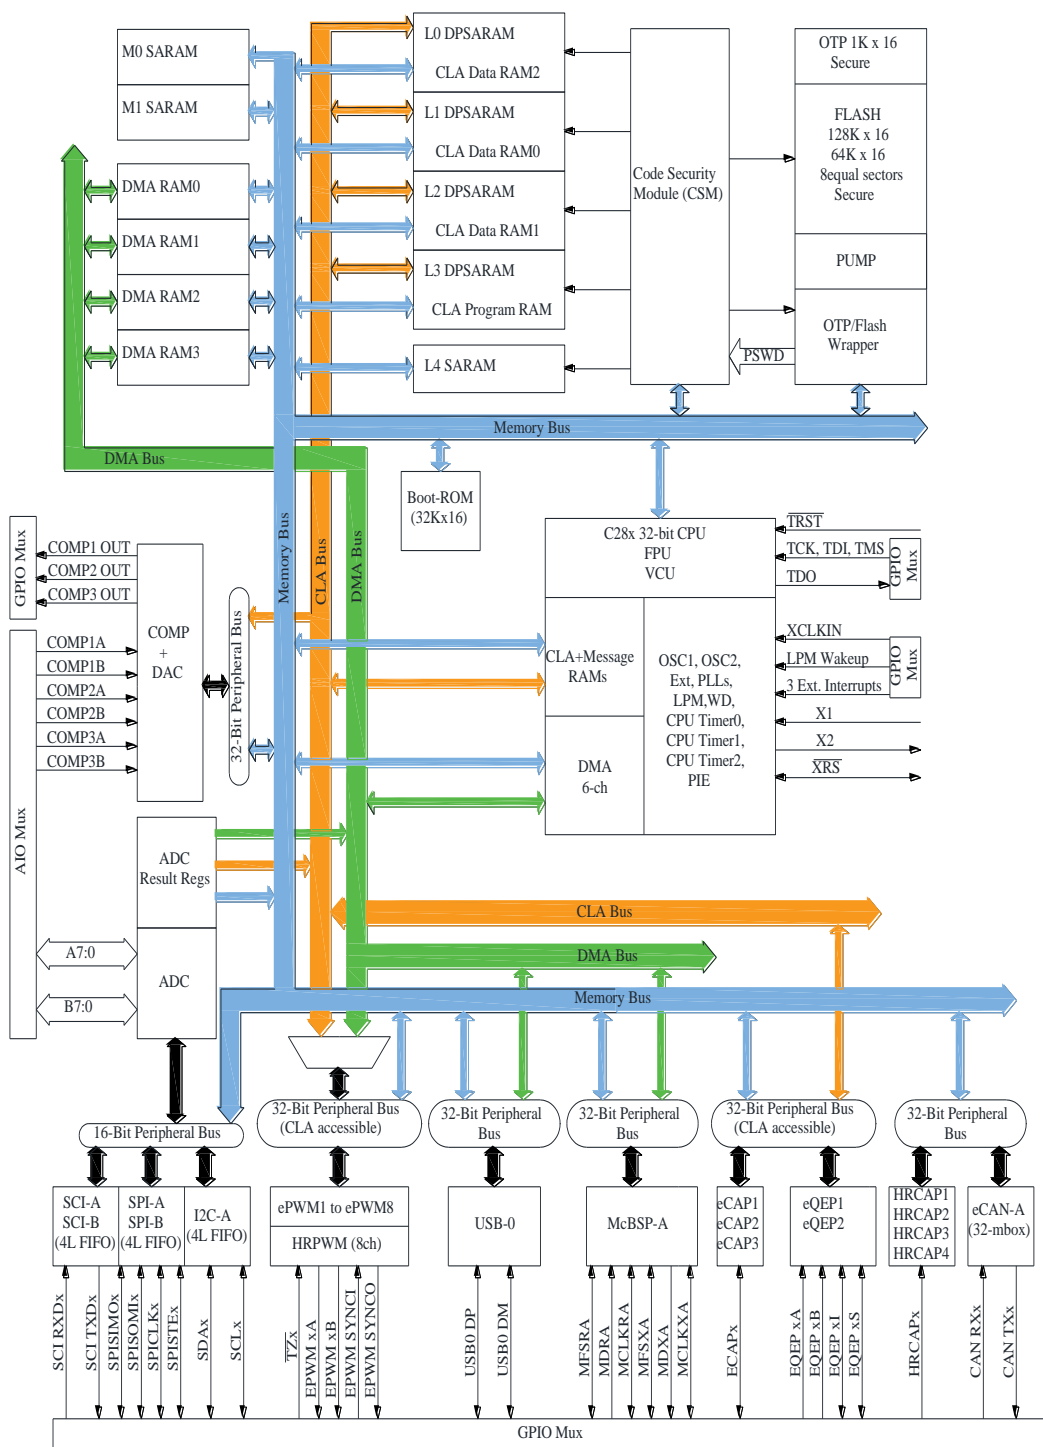 M0 SARAM
M1 SARAM
DMA RAM0
DMA RAM1
DMA RAM2
DMA RAM3
L0 DPSARAM
CLA Data RAM2
L1 DPSARAM
CLA Data RAM0
L2 DPSARAM
CLA Data RAM1
L3 DPSARAM
CLA Program RAM
L4 SARAM
Code Security
Module (CSM)
OTP 1K x 16
Secure
FLASH
128K x 16
64K x 16
8equal sectors
Secure
PUMP
OTP/Flash
Wrapper
PSWD
Memory Bus
DMA Bus
Boot-ROM
(32Kx16)
Memory Bus
CLA Bus
DMA Bus
C28x 32-bit CPU
FPU
VCU
TRST
TCK, TDI, TMS
TDO
GPIO Mux
XCLKIN
LPM Wakeup
3 Ext. Interrupts
GPIO Mux
X1
X2
XRS
CLA+Message
RAMs
OSC1, OSC2,
Ext, PLLs,
LPM,WD,
CPU Timer0,
CPU Timer1,
CPU Timer2,
PIE
DMA
6-ch
GPIO Mux
COMP1 OUT
COMP2 OUT
COMP3 OUT
AIO Mux
COMP1A
COMP1B
COMP2A
COMP2B
COMP3A
COMP3B
COMP
+
DAC
32-Bit Peripheral Bus
ADC
Result Regs
ADC
A7:0
B7:0
CLA Bus
DMA Bus
Memory Bus
16-Bit Peripheral Bus
32-Bit Peripheral Bus
(CLA accessible)
32-Bit Peripheral
Bus
32-Bit Peripheral
Bus
32-Bit Peripheral Bus
(CLA accessible)
32-Bit Peripheral
Bus
SCI-A
SCI-B
(4L FIFO)
SPI-A
SPI-B
(4L FIFO)
I2C-A
(4L FIFO)
ePWM1 to ePWM8
HRPWM (8ch)
USB-0
McBSP-A
eCAP1
eCAP2
eCAP3
eQEP1
eQEP2
HRCAP1
HRCAP2
HRCAP3
HRCAP4
eCAN-A
(32-mbox)
SCI RXDx
SCI TXDx
SPISIMOx
SPISOMIx
SPICLKx
SPISTEx
SDAx
SCLx
TZx
EPWM xA
EPWM xB
EPWM SYNCI
EPWM SYNCO
USB0 DP
USB0 DM
MFSRA
MDRA
MCLKRA
MFSXA
MDXA
MCLKXA
ECAPx
EQEP xA
EQEP xB
EQEP xI
EQEP xS
HRCAPx
CAN RXx
CAN TXx
GPIO Mux